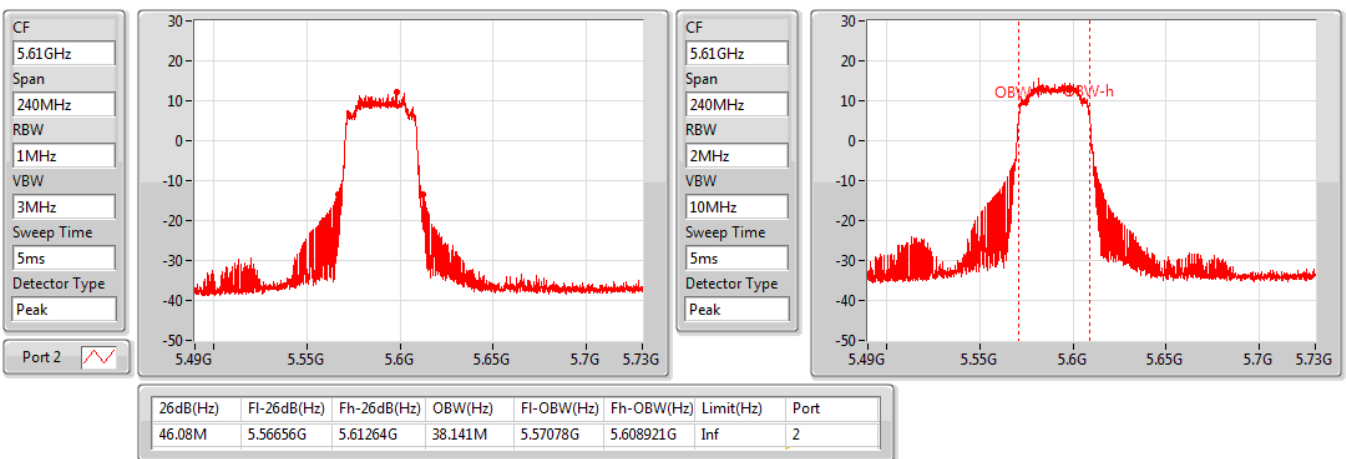 CF
5.61GHz
Span
240MHz
RBW
1MHz
VBW
3MHz
Sweep Time
5ms
Detector Type
Peak
Port 2
30
20
10
0
-10
-20
-30
-40
-50
5.49G 5.55G 5.6G 5.65G 5.7G 5.73G
CF
5.61GHz
Span
240MHz
RBW
2MHz
VBW
10MHz
Sweep Time
5ms
Detector Type
Peak
30
20
10
0
-10
-20
-30
-40
-50
OBW OBW-h
5.49G 5.55G 5.6G 5.65G 5.7G 5.73G
26dB(Hz) Fl-26dB(Hz) Fh-26dB(Hz) OBW(Hz) Fl-OBW(Hz) Fh-OBW(Hz) Limit(Hz) Port
46.08M 5.56656G 5.61264G 38.141M 5.57078G 5.608921G Inf 2